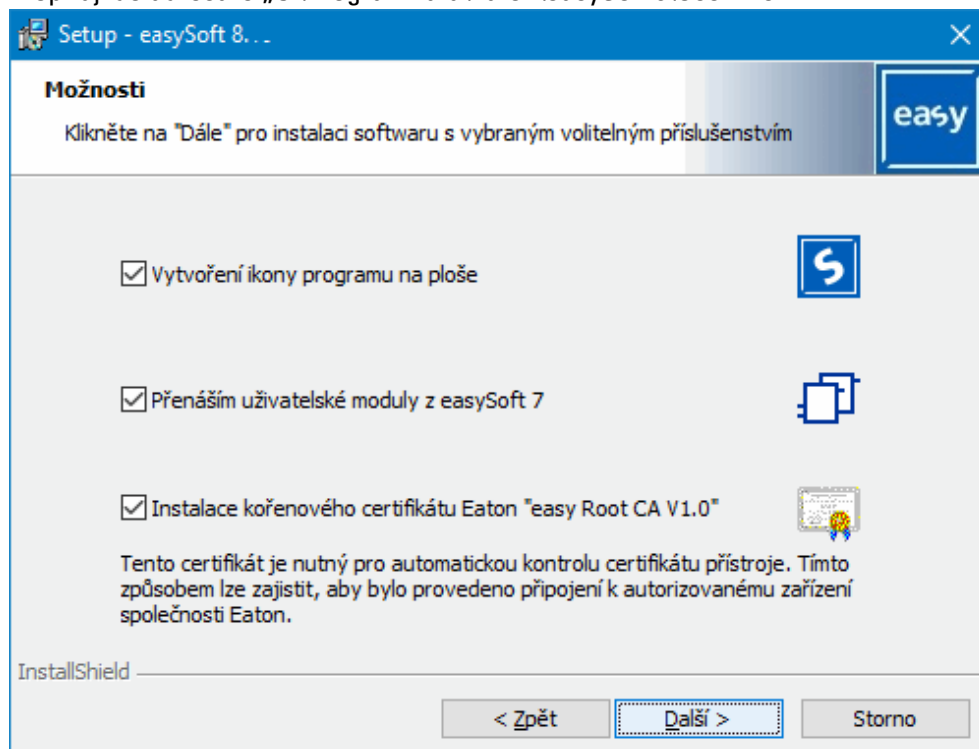 Setup - easySoft 8...
Možnosti
Klikněte na "Dále" pro instalaci softwaru s vybraným volitelným příslušenstvím
easy
Vytvoření ikony programu na ploše
S
Přenáším uživatelské moduly z easySoft 7
Instalace kořenového certifikátu Eaton "easy Root CA V1.0"
Tento certifikát je nutný pro automatickou kontrolu certifikátu přístroje. Tímto
způsobem lze zajistit, aby bylo provedeno připojení k autorizovanému zařízení
společnosti Eaton.
InstallShield
< Zpět
Další >
Storno